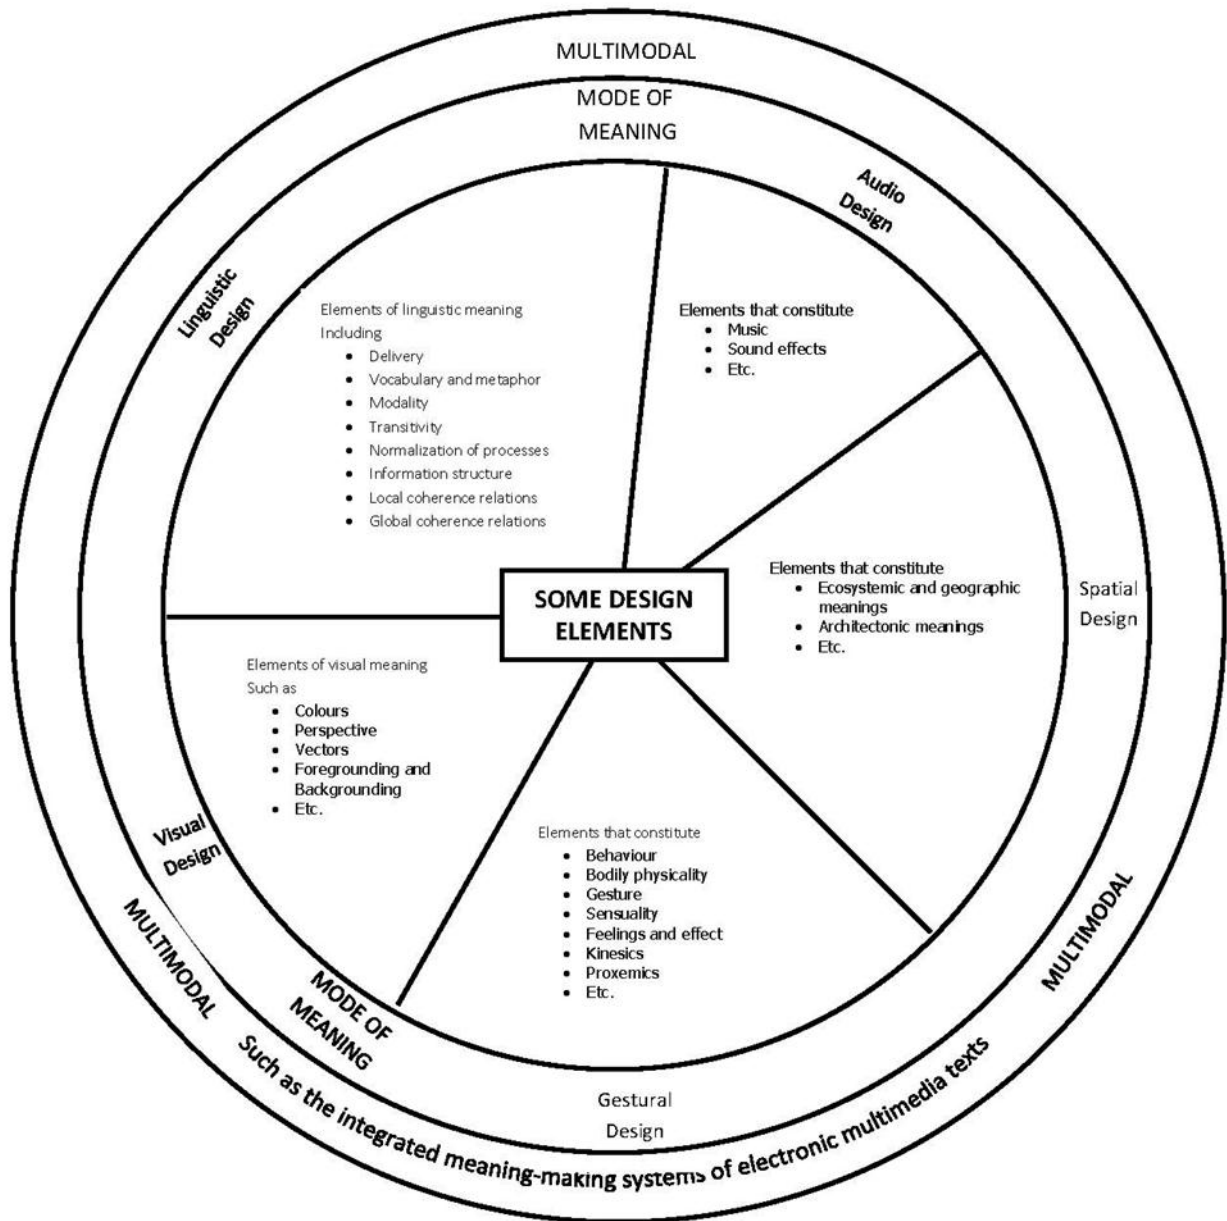 MULTIMODAL
MODE OF
MEANING
Audio
Design
Linguistic
Design
Elements of linguistic meaning
Including
• Delivery
• Vocabulary and metaphor
• Modality
• Transitivity
• Normalization of processes
• Information structure
• Local coherence relations
• Global coherence relations
Elements that constitute
• Music
• Sound effects
• Etc.
SOME DESIGN
ELEMENTS
Elements that constitute
• Ecosystemic and geographic
meanings
• Architectonic meanings
• Etc.
Spatial
Design
Elements of visual meaning
Such as
• Colours
• Perspective
• Vectors
• Foregrounding and
Backgrounding
• Etc.
Visual
Design
Elements that constitute
• Behaviour
• Bodily physicality
• Gesture
• Sensuality
• Feelings and effect
• Kinesics
• Proxemics
• Etc.
MULTIMODAL
MODE OF
MEANING
MULTIMODAL
Gestural
Design
Such as the integrated meaning-making systems of electronic multimedia texts